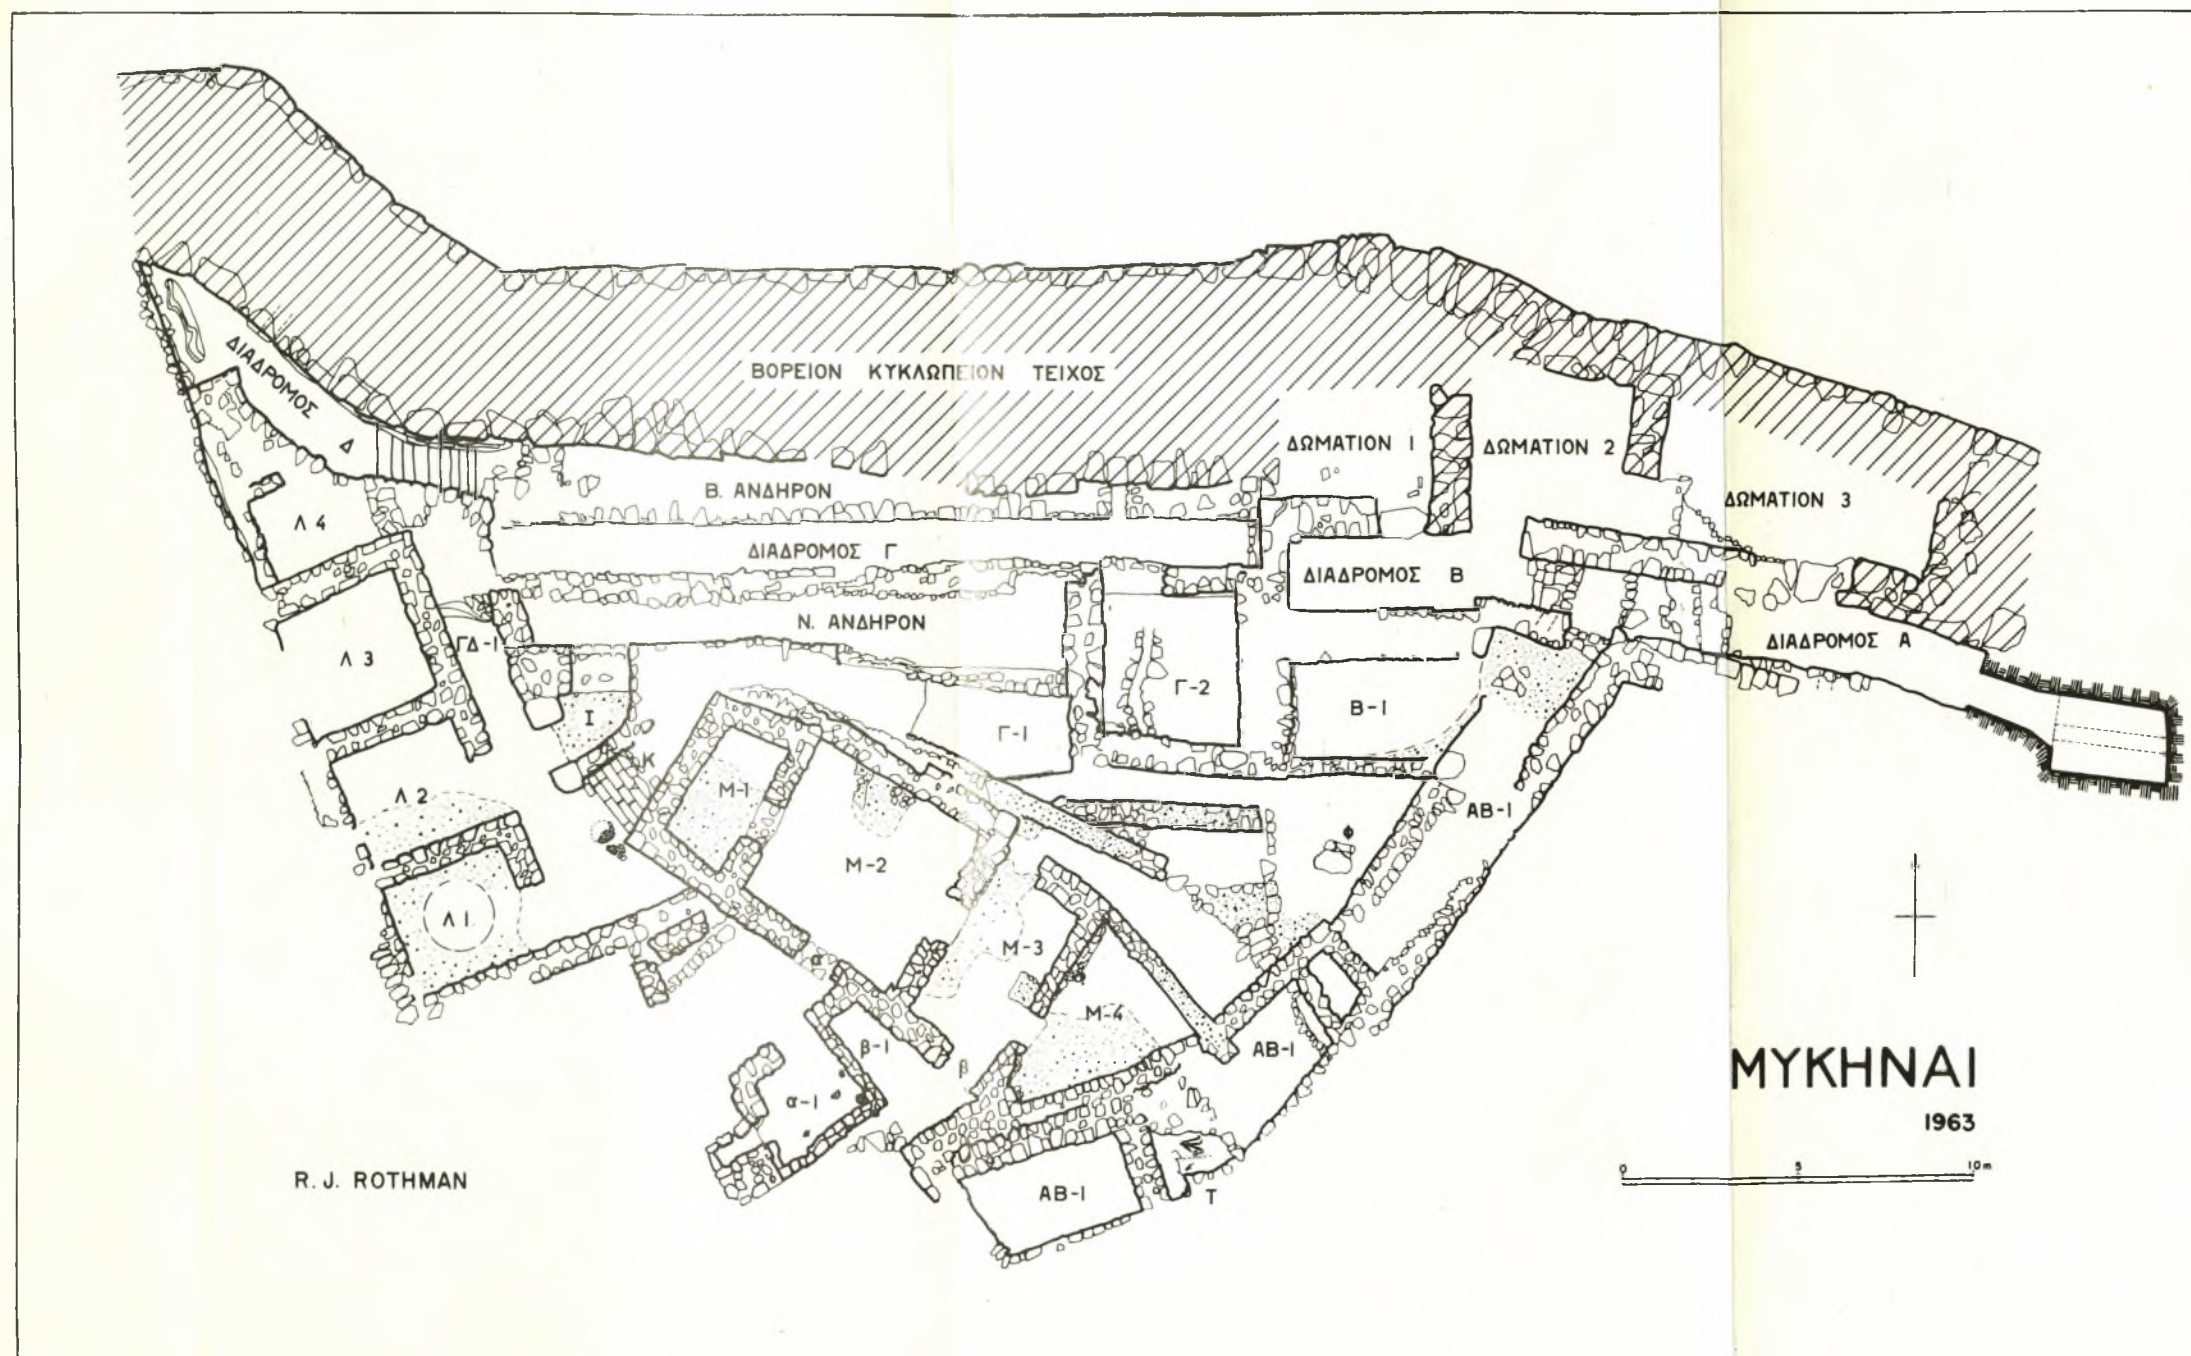 ΒΟΡΕΙΟΝ ΚΥΚΛΩΠΕΙΟΝ ΤΕΙΧΟΣ
ΔΙΑΔΡΟΜΟΣ Δ
ΔΩΜΑΤΙΟΝ 1
ΔΩΜΑΤΙΟΝ 2
ΔΩΜΑΤΙΟΝ 3
Β. ΑΝΔΗΡΟΝ
Λ 4
ΔΙΑΔΡΟΜΟΣ Γ
ΔΙΑΔΡΟΜΟΣ Β
Ν. ΑΝΔΗΡΟΝ
ΔΙΑΔΡΟΜΟΣ Α
ΓΔ-1
Λ 3
Γ-2
Β-1
Ι
Γ-1
Κ
Μ-1
Λ 2
ΑΒ-1
Φ
Μ-2
Λ 1
Μ-3
α
Μ-4
β-1
ΑΒ-1
β
α-1
ΑΒ-1
Τ
ΜΥΚΗΝΑΙ
1963
0 5 10m
R. J. ROTHMAN